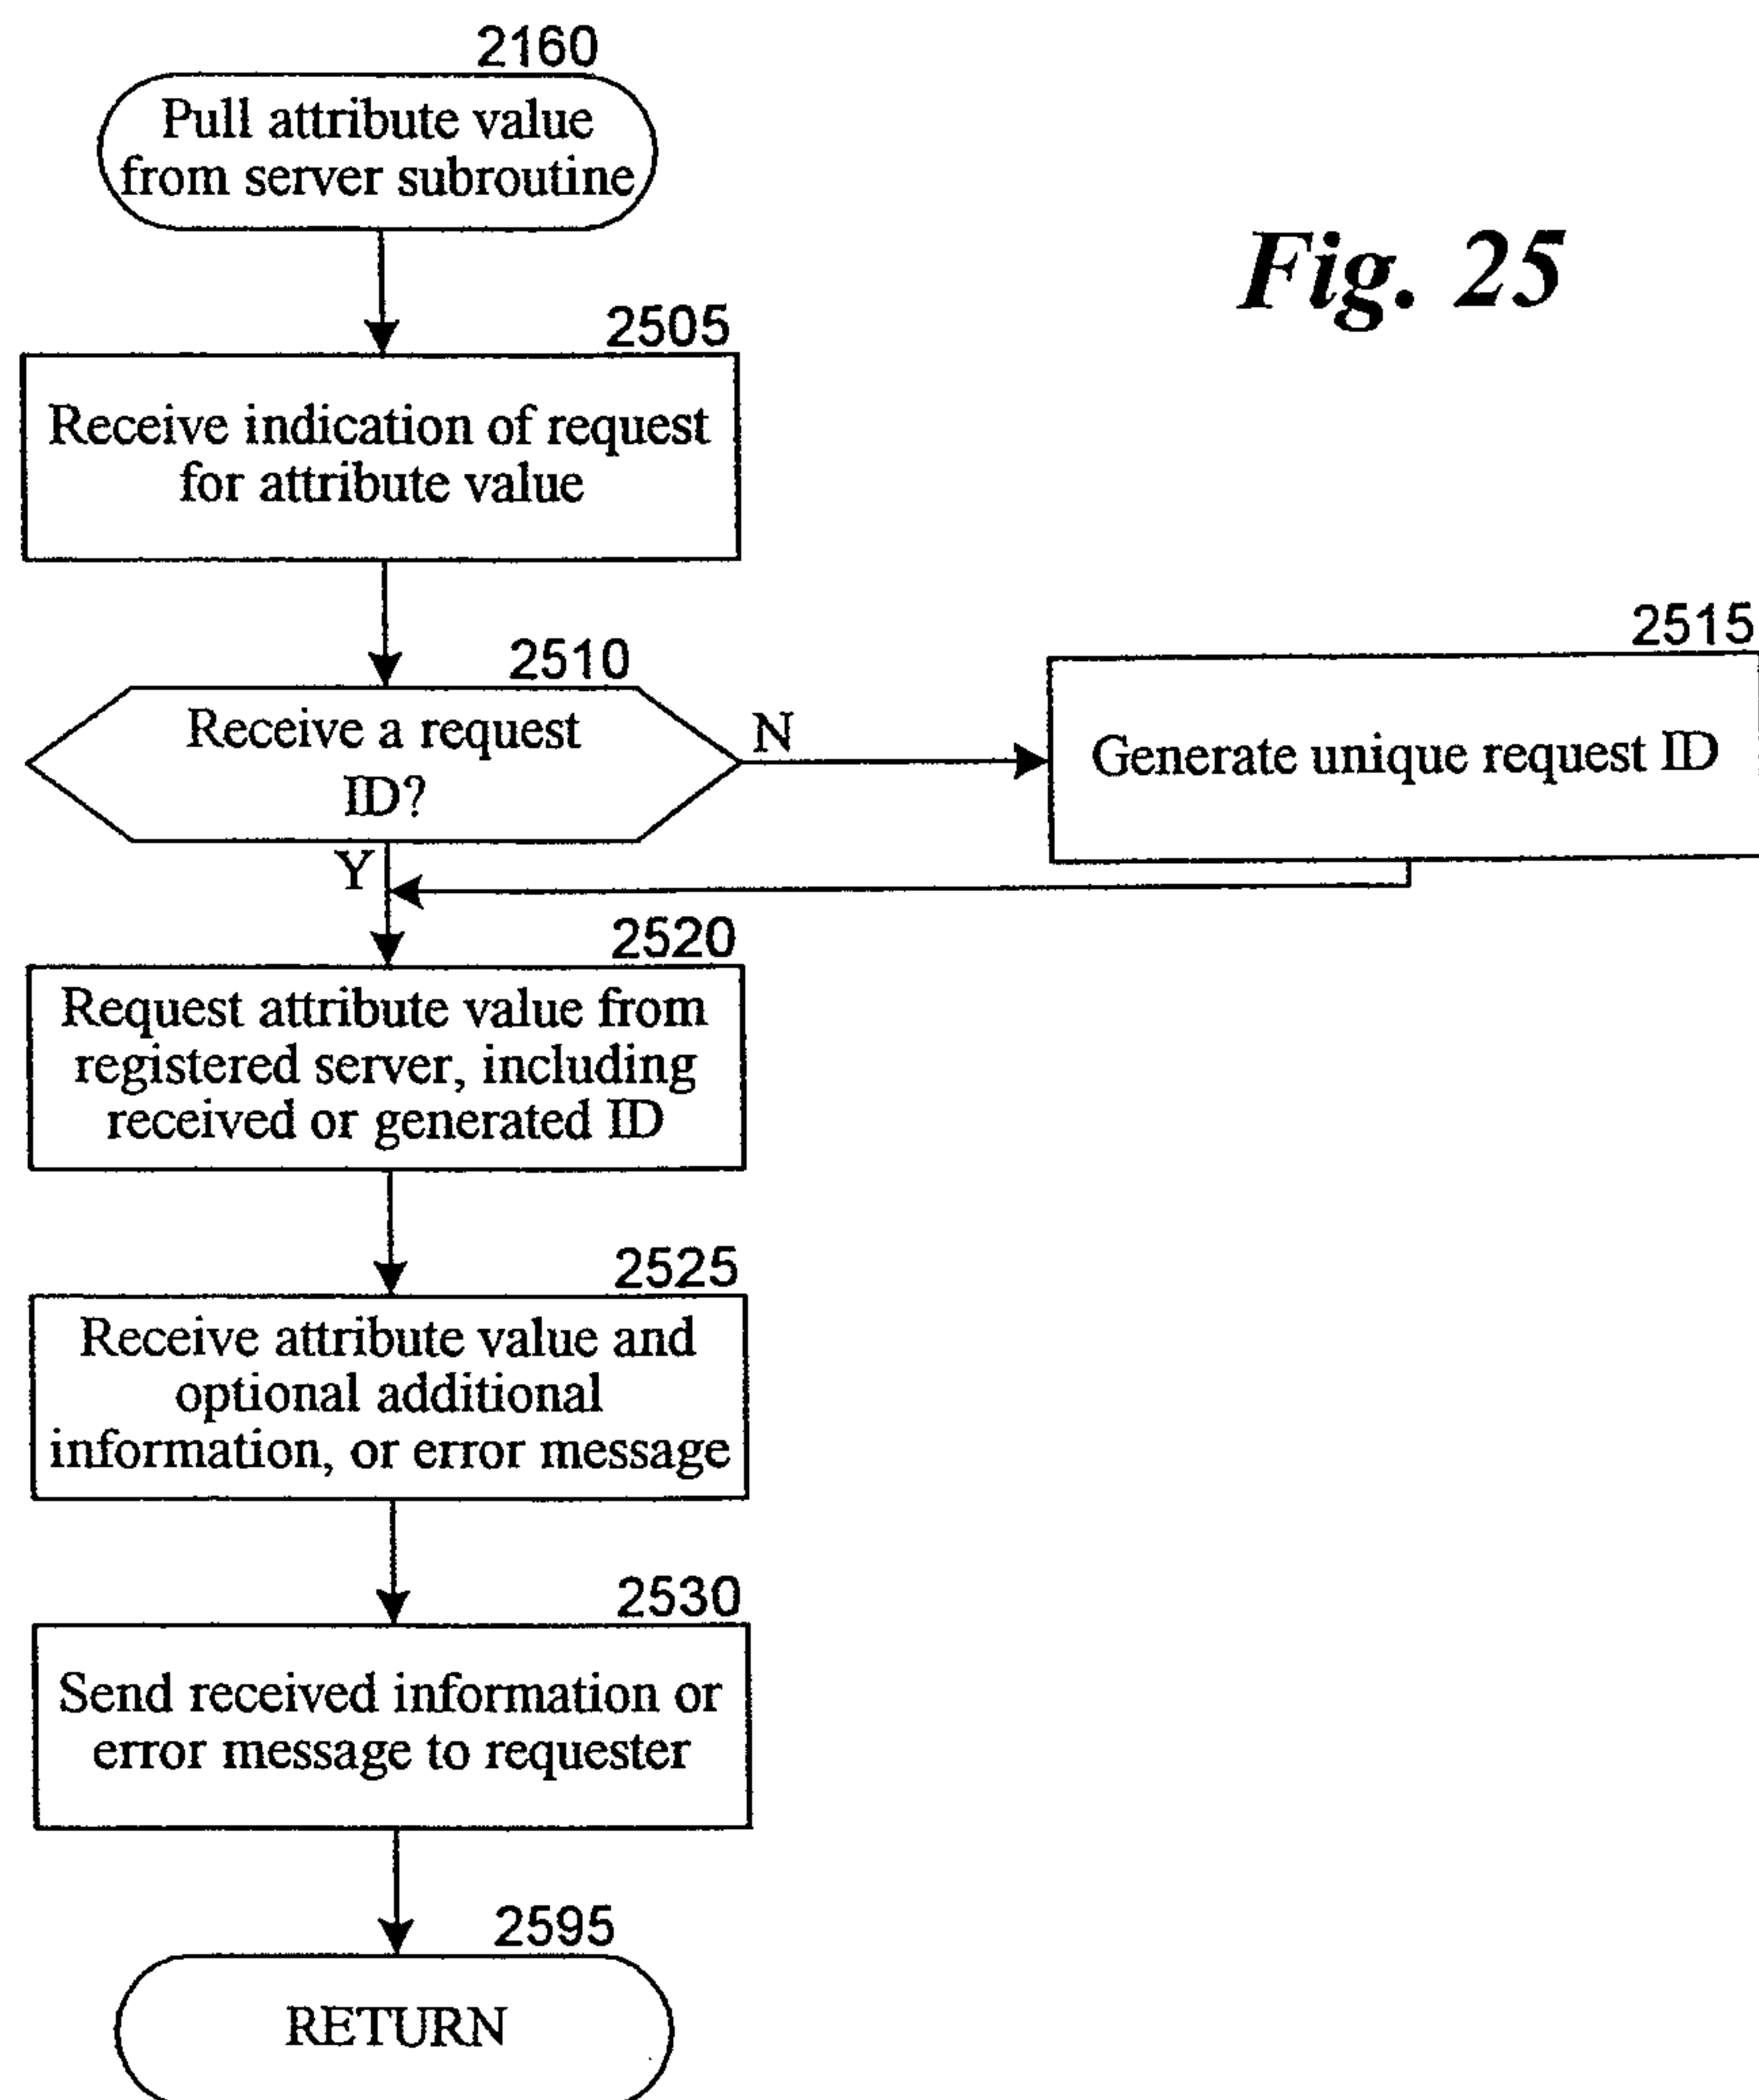 2160
Pull attribute value
from server subroutine
Fig. 25
2505
Receive indication of request
for attribute value
2510
Receive a request
ID?
N
2515
Generate unique request ID
Y
2520
Request attribute value from
registered server, including
received or generated ID
2525
Receive attribute value and
optional additional
information, or error message
2530
Send received information or
error message to requester
2595
RETURN